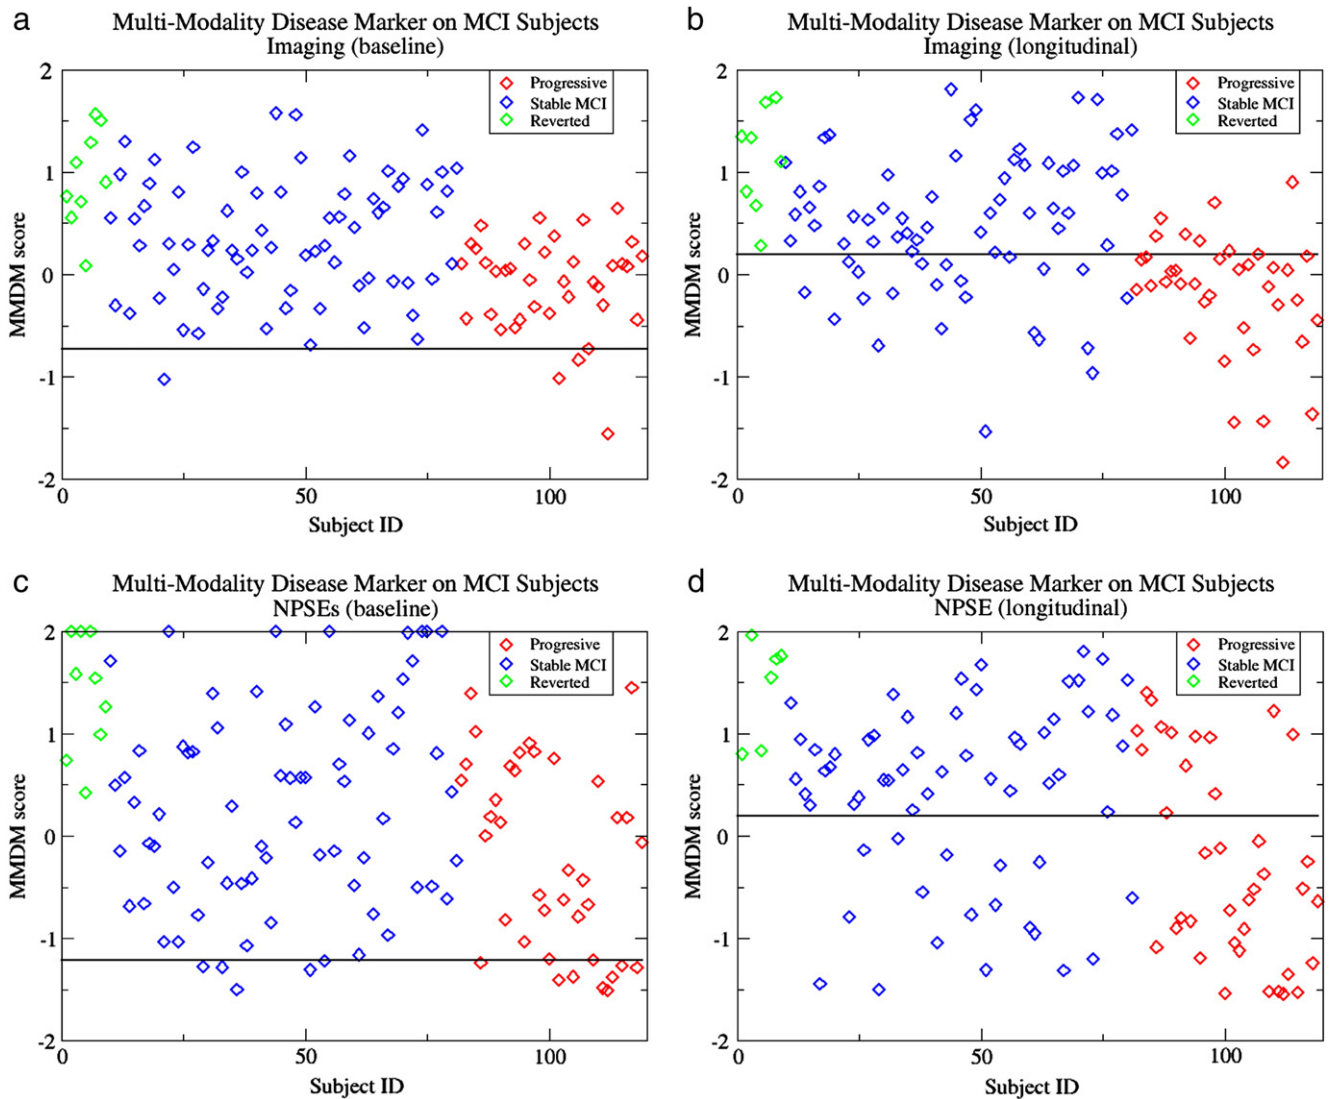 a
Multi-Modality Disease Marker on MCI Subjects
Imaging (baseline)
2
1
0
-1
-2
MMDM score
Progressive
Stable MCI
Reverted
0
50
100
Subject ID
b
Multi-Modality Disease Marker on MCI Subjects
Imaging (longitudinal)
2
1
0
-1
-2
MMDM score
Progressive
Stable MCI
Reverted
0
50
100
Subject ID
c
Multi-Modality Disease Marker on MCI Subjects
NPSEs (baseline)
2
1
0
-1
-2
MMDM score
Progressive
Stable MCI
Reverted
0
50
100
Subject ID
d
Multi-Modality Disease Marker on MCI Subjects
NPSE (longitudinal)
2
1
0
-1
-2
MMDM score
Progressive
Stable MCI
Reverted
0
50
100
Subject ID